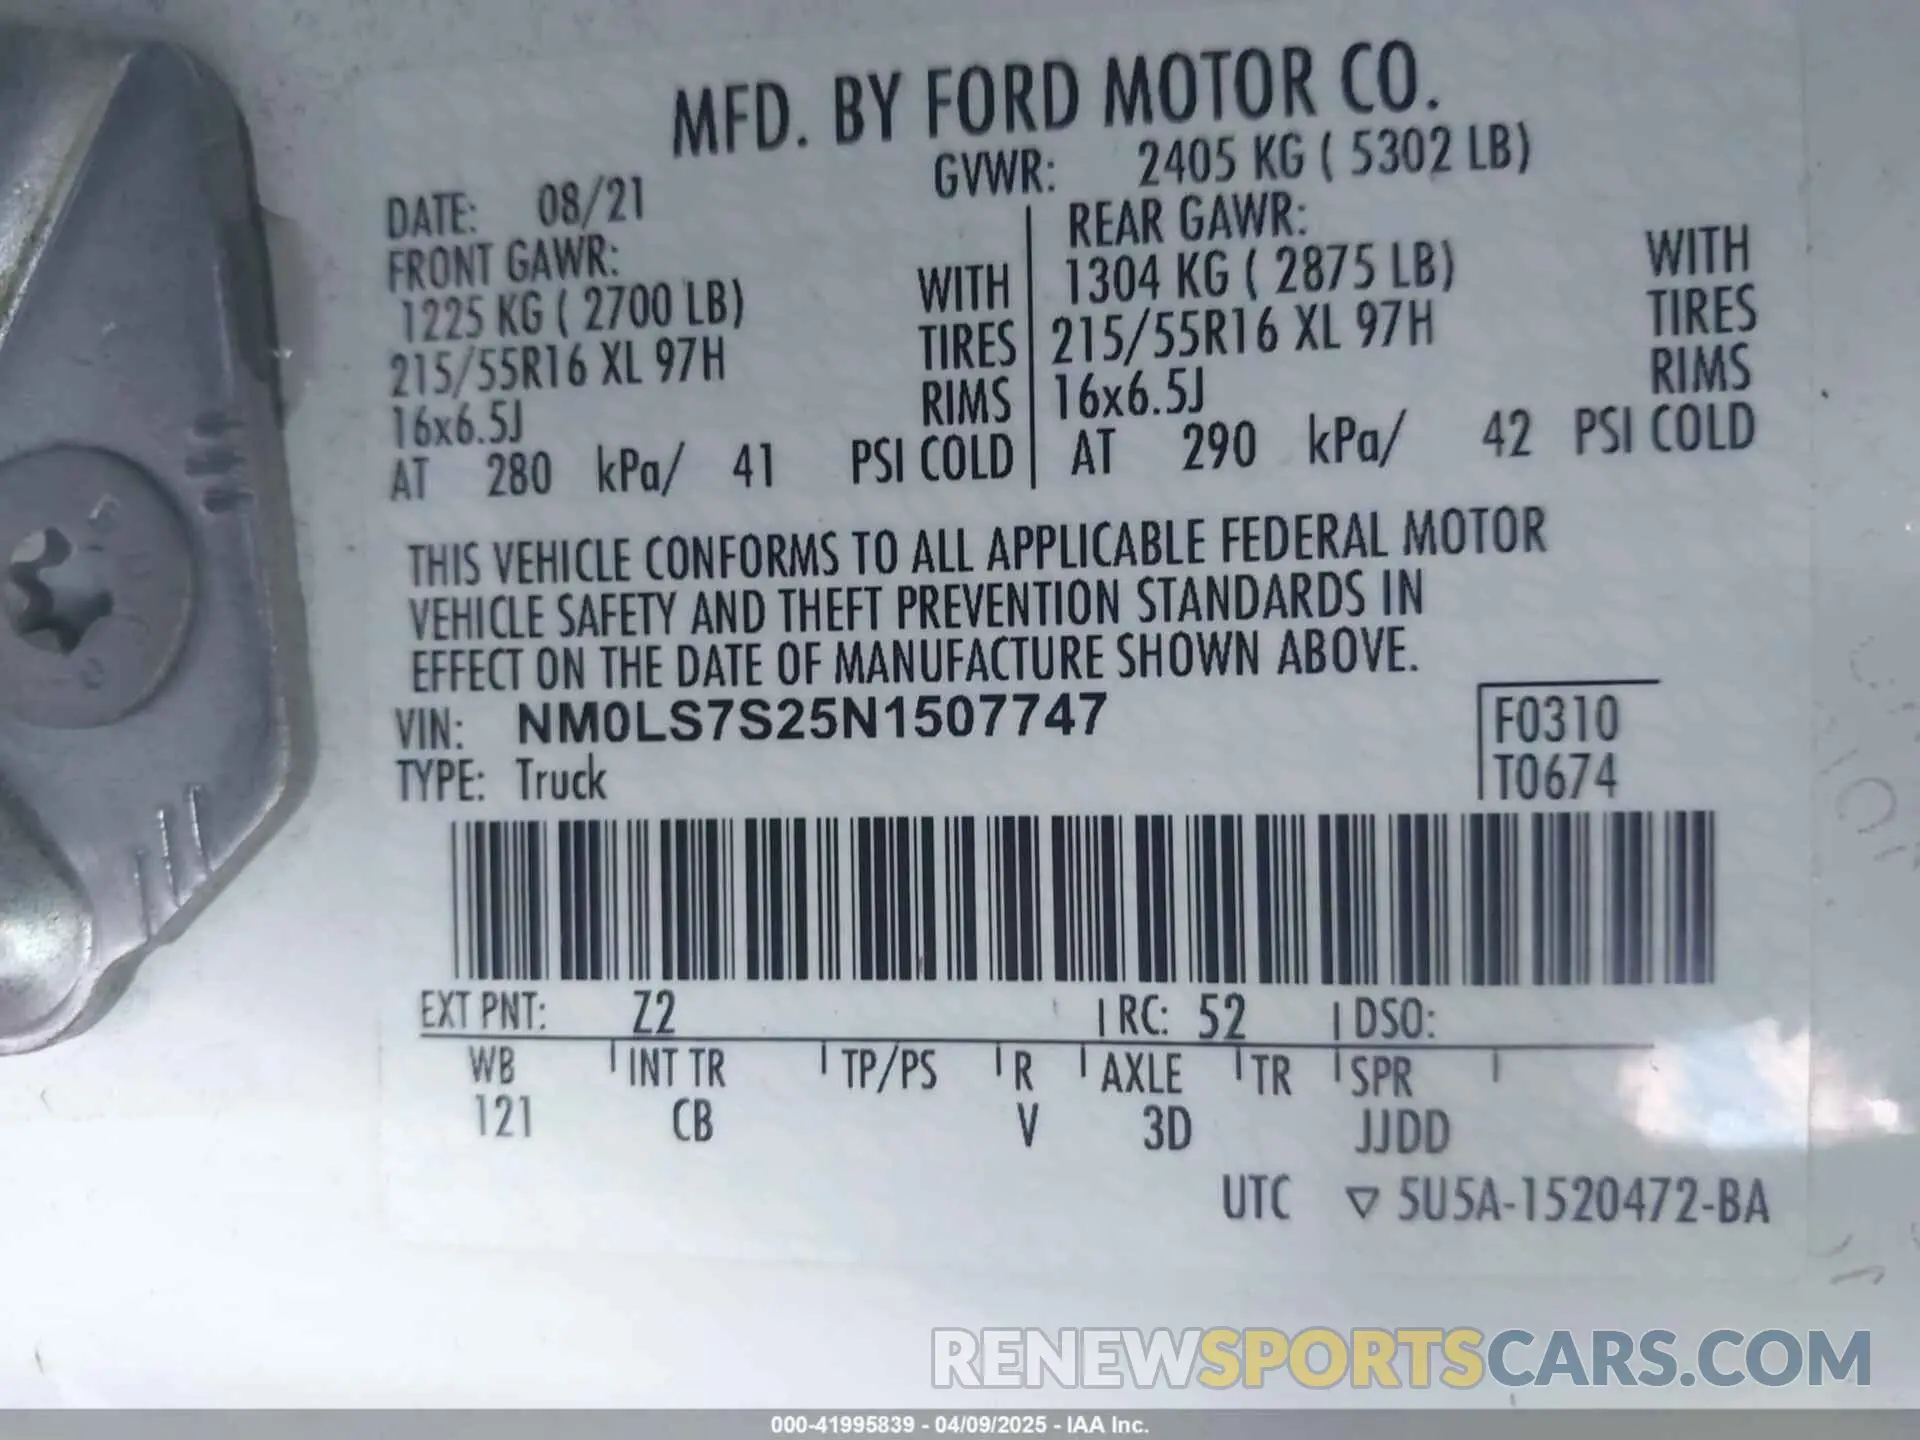 MFD. BY FORD MOTOR CO.
DATE: 08/21 GVWR: 2405 KG ( 5302 LB)
FRONT GAWR: REAR GAWR:
1225 KG ( 2700 LB) WITH 1304 KG ( 2875 LB) WITH
215/55R16 XL 97H TIRES 215/55R16 XL 97H TIRES
16x6.5J RIMS 16x6.5J RIMS
AT 280 kPa/ 41 PSI COLD AT 290 kPa/ 42 PSI COLD
THIS VEHICLE CONFORMS TO ALL APPLICABLE FEDERAL MOTOR
VEHICLE SAFETY AND THEFT PREVENTION STANDARDS IN
EFFECT ON THE DATE OF MANUFACTURE SHOWN ABOVE.
VIN: NM0LS7S25N1507747 F0310
TYPE: Truck T0674
EXT PNT: Z2 RC: 52 DSO:
WB INT TR TP/PS R AXLE TR SPR
121 CB V 3D JJDD
UTC ▽ 5U5A-1520472-BA
RENEWSPORTSCARS.COM
000-41995839 - 04/09/2025 - IAA Inc.